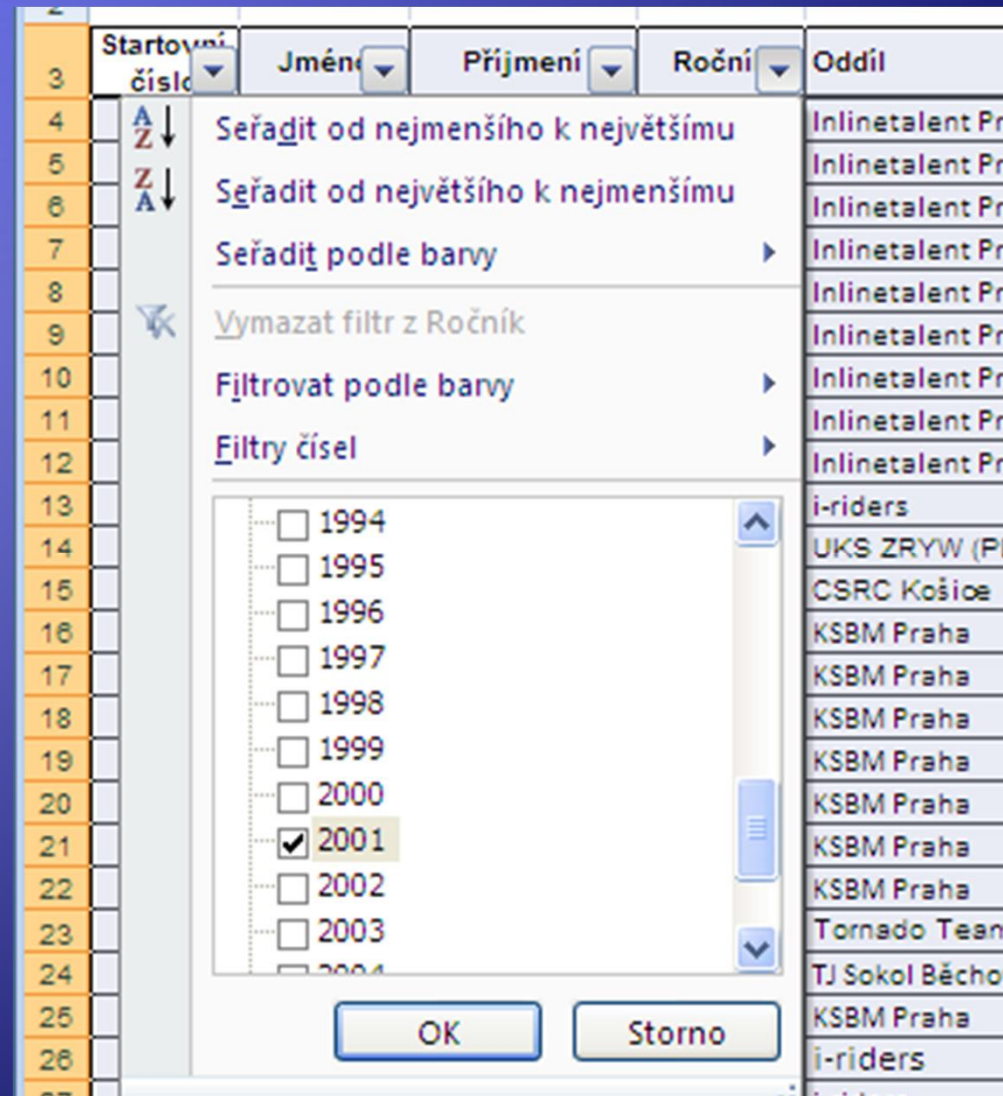 3 Startovní číslo Jméno Příjmení Roční Oddíl
4 Seřadit od nejmenšího k největšímu Inlinetalent Pr
5 Inlinetalent Pr
6 Seřadit od největšího k nejmenšímu Inlinetalent Pr
7 Seřadit podle barvy Inlinetalent Pr
8 Inlinetalent Pr
9 Vymazat filtr z Ročník Inlinetalent Pr
10 Filtrovat podle barvy Inlinetalent Pr
11 Inlinetalent Pr
12 Filtry čísel Inlinetalent Pr
13 1994 i-riders
14 UKS ZRYW (P
15 1995 CSRC Košice
16 1996 KSBM Praha
17 1997 KSBM Praha
18 1998 KSBM Praha
19 1999 KSBM Praha
20 2000 KSBM Praha
21 2001 KSBM Praha
22 2002 KSBM Praha
23 2003 Tornado Team
24 2004 TJ Sokol Běcho
25 OK Storno KSBM Praha
26 i-riders